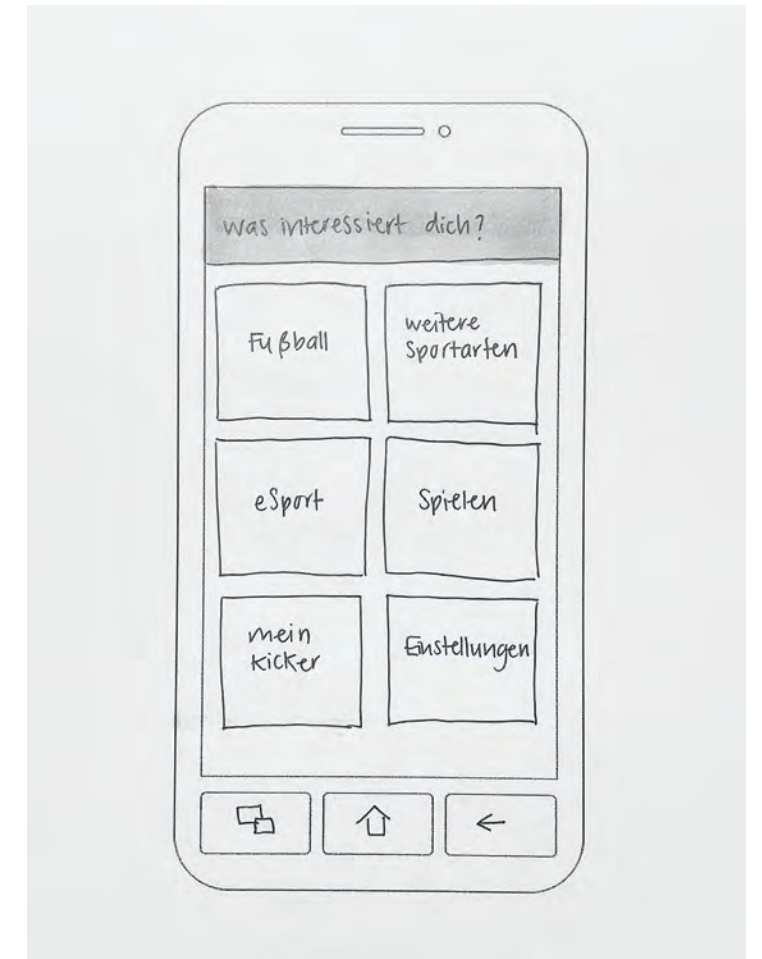 was interessiert dich?
Fußball
weitere
Sportarten
eSport
Spielen
mein
kicker
Einstellungen